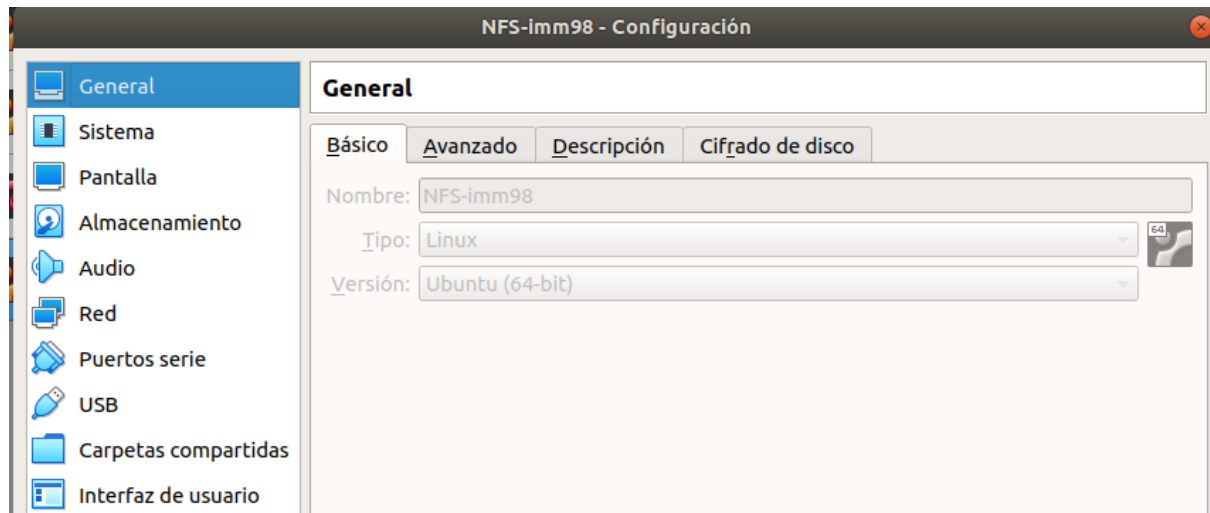 NFS-imm98 - Configuración
General
Sistema
Pantalla
Almacenamiento
Audio
Red
Puertos serie
USB
Carpetas compartidas
Interfaz de usuario
General
Básico Avanzado Descripción Cifrado de disco
Nombre: NFS-imm98
Tipo: Linux
64
Versión: Ubuntu (64-bit)